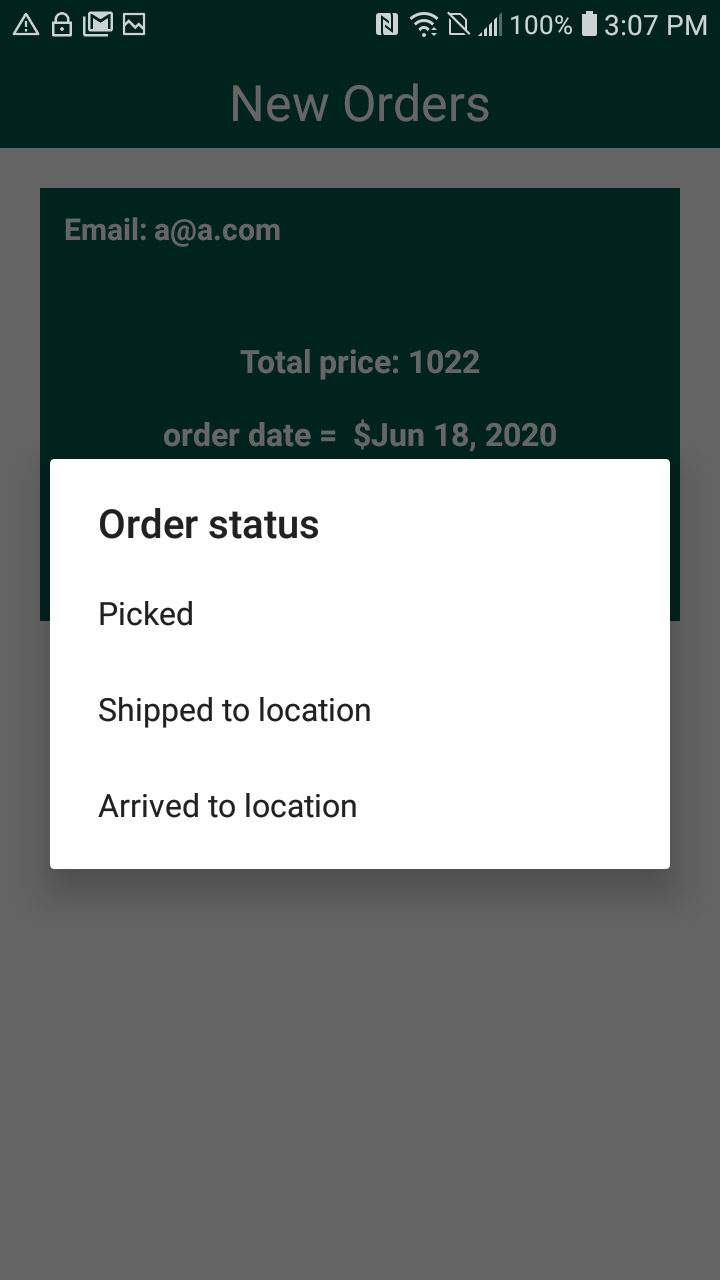 100% 3:07 PM
New Orders
Email: a@a.com
Total price: 1022
order date =  $Jun 18, 2020
Order status
Picked
Shipped to location
Arrived to location